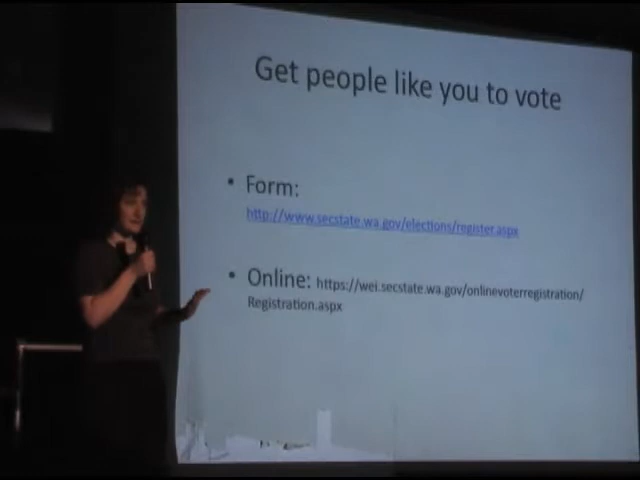 Get people like you to vote
• Form:
http://www.secstate.wa.gov/elections/register.aspx
• Online: https://wei.secstate.wa.gov/onlinevoterregistration/
Registration.aspx